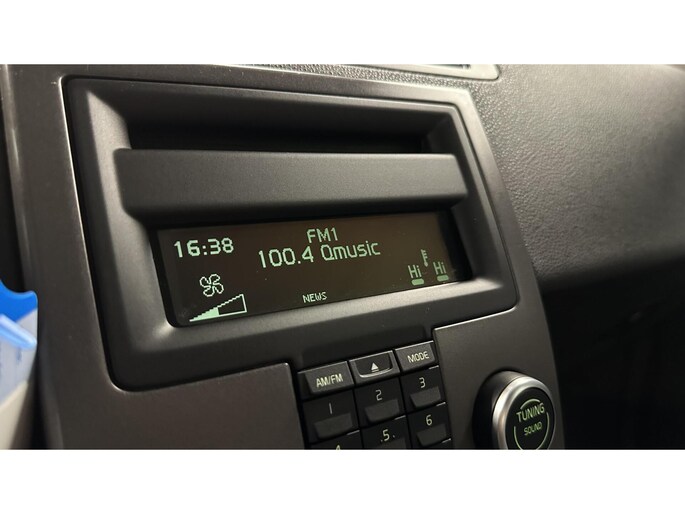 FM1
16:38
100.4 Qmusic
Hi Hi
NEWS
AM/FM
MODE
1
2
3
4
5
6
TUNING
SOUND